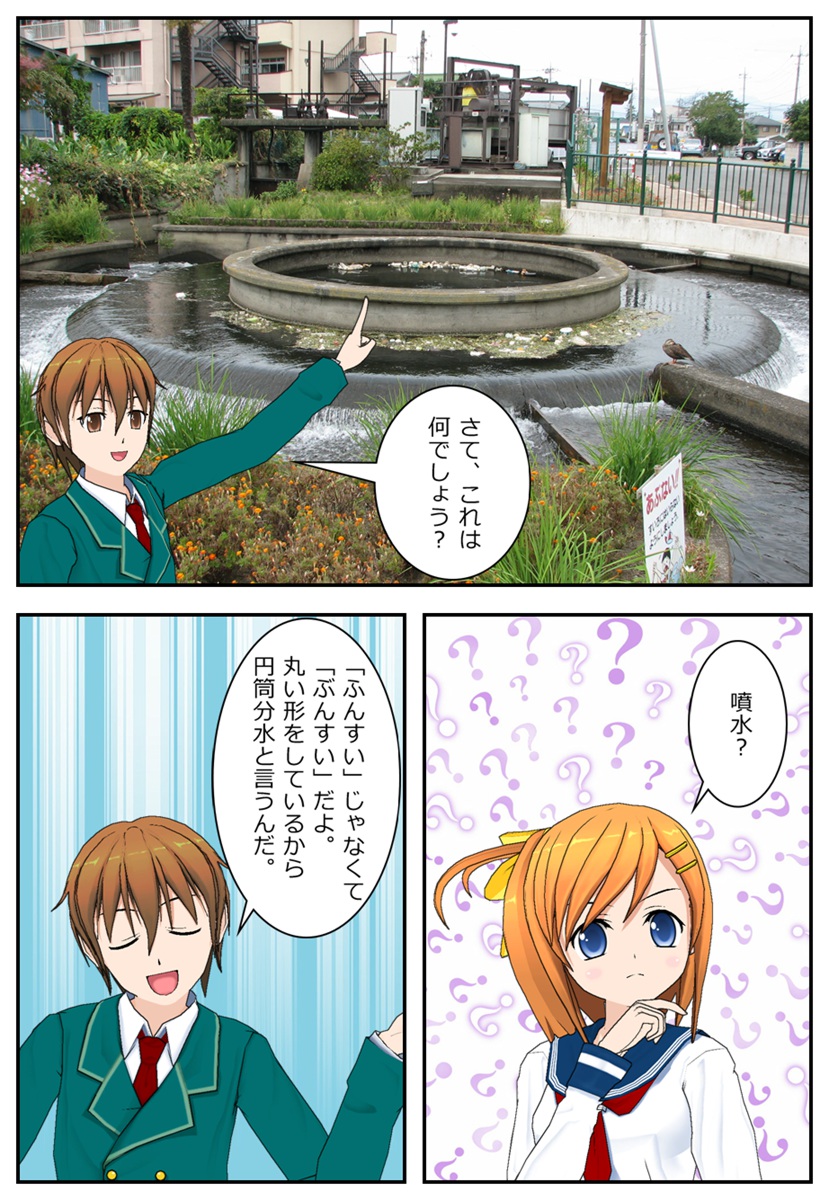 さて、これは
何でしょう？
あぶない!!
噴水？
「ふんすい」じゃなくて
「ぶんすい」だよ。
丸い形をしているから
円筒分水と言うんだ。